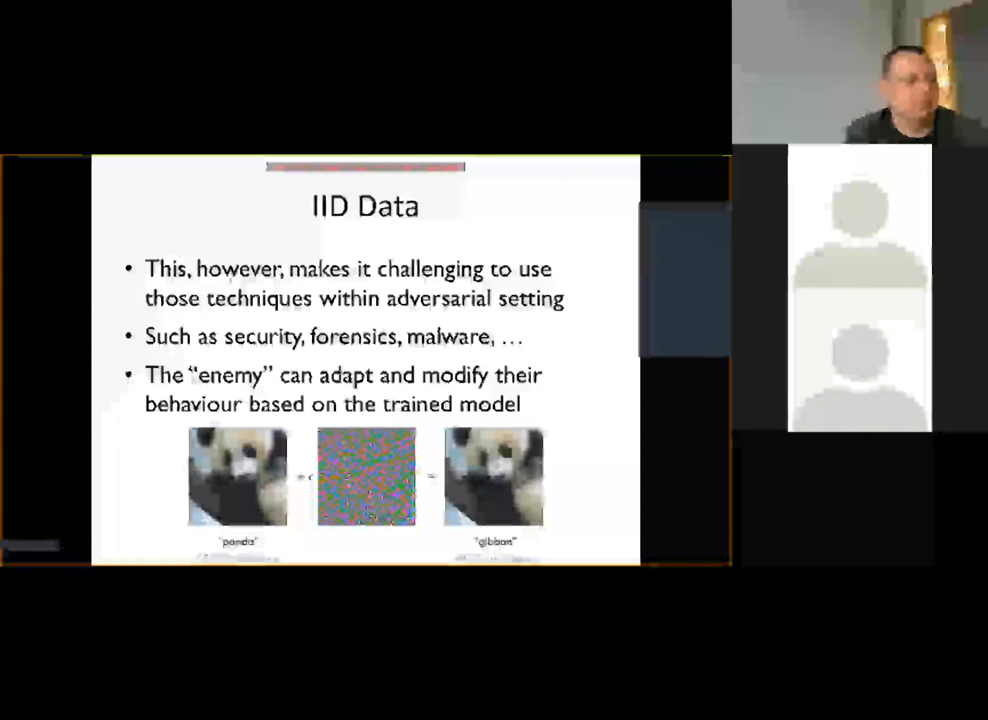 IID Data
• This, however, makes it challenging to use
those techniques within adversarial setting
• Such as security, forensics, malware, …
• The “enemy” can adapt and modify their
behaviour based on the trained model
"panda"
"gibbon"